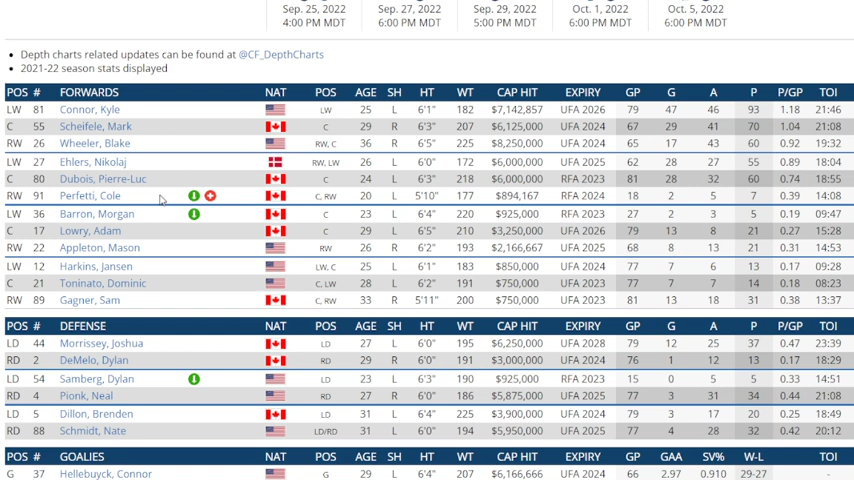 Sep. 25, 2022 Sep. 27, 2022 Sep. 29, 2022 Oct. 1, 2022 Oct. 5, 2022
4:00 PM MDT 6:00 PM MDT 5:00 PM MDT 6:00 PM MDT 6:00 PM MDT
Depth charts related updates can be found at @CF_DepthCharts
2021-22 season stats displayed
POS # FORWARDS NAT POS AGE SH HT WT CAP HIT EXPIRY GP G A P P/GP TOI
LW 81 Connor, Kyle LW 25 L 6'1" 182 $7,142,857 UFA 2026 79 47 46 93 1.18 21:46
C 55 Scheifele, Mark C 29 R 6'3" 207 $6,125,000 UFA 2024 67 29 41 70 1.04 21:08
RW 26 Wheeler, Blake RW, C 36 R 6'5" 225 $8,250,000 UFA 2024 65 17 43 60 0.92 19:32
LW 27 Ehlers, Nikolaj RW, LW 26 L 6'0" 172 $6,000,000 UFA 2025 62 28 27 55 0.89 18:04
C 80 Dubois, Pierre-Luc C 24 L 6'3" 218 $6,000,000 RFA 2023 81 28 32 60 0.74 18:55
RW 91 Perfetti, Cole C, RW 20 L 5'10" 177 $894,167 RFA 2024 18 2 5 7 0.39 14:08
LW 36 Barron, Morgan C 23 L 6'4" 220 $925,000 RFA 2023 27 2 3 5 0.19 09:47
C 17 Lowry, Adam C 29 L 6'5" 210 $3,250,000 UFA 2026 79 13 8 21 0.27 15:28
RW 22 Appleton, Mason RW 26 R 6'2" 193 $2,166,667 UFA 2025 68 8 13 21 0.31 14:53
LW 12 Harkins, Jansen LW, C 25 L 6'1" 183 $850,000 UFA 2024 77 7 6 13 0.17 09:28
C 21 Toninato, Dominic C, LW 28 L 6'2" 191 $750,000 UFA 2023 77 7 7 14 0.18 08:23
RW 89 Gagner, Sam C, RW 33 R 5'11" 200 $750,000 UFA 2023 81 13 18 31 0.38 13:37
POS # DEFENSE NAT POS AGE SH HT WT CAP HIT EXPIRY GP G A P P/GP TOI
LD 44 Morrissey, Joshua LD 27 L 6'0" 195 $6,250,000 UFA 2028 79 12 25 37 0.47 23:39
RD 2 DeMelo, Dylan RD 29 R 6'0" 191 $3,000,000 UFA 2024 76 1 12 13 0.17 18:29
LD 54 Samberg, Dylan LD 23 L 6'3" 190 $925,000 RFA 2023 15 0 5 5 0.33 14:51
RD 4 Pionk, Neal RD 27 R 6'0" 186 $5,875,000 UFA 2025 77 3 31 34 0.44 21:08
LD 5 Dillon, Brenden LD 31 L 6'4" 225 $3,900,000 UFA 2024 79 3 17 20 0.25 18:49
RD 88 Schmidt, Nate LD/RD 31 L 6'0" 194 $5,950,000 UFA 2025 77 4 28 32 0.42 20:12
POS # GOALIES NAT POS AGE SH HT WT CAP HIT EXPIRY GP GAA SV% W-L
G 37 Hellebuyck, Connor G 29 L 6'4" 207 $6,166,666 UFA 2024 66 2.97 0.910 29-27 -